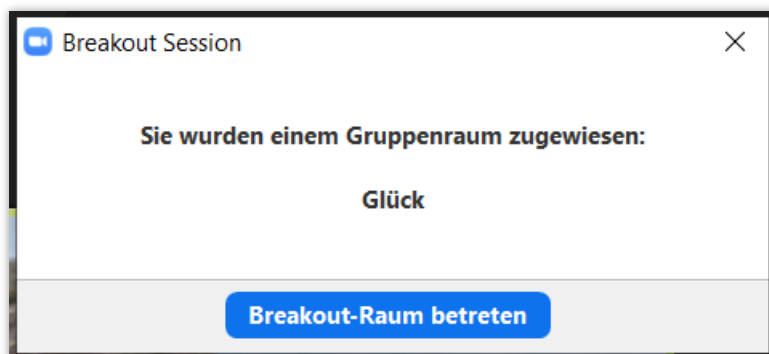 Breakout Session
Sie wurden einem Gruppenraum zugewiesen:
Glück
Breakout-Raum betreten